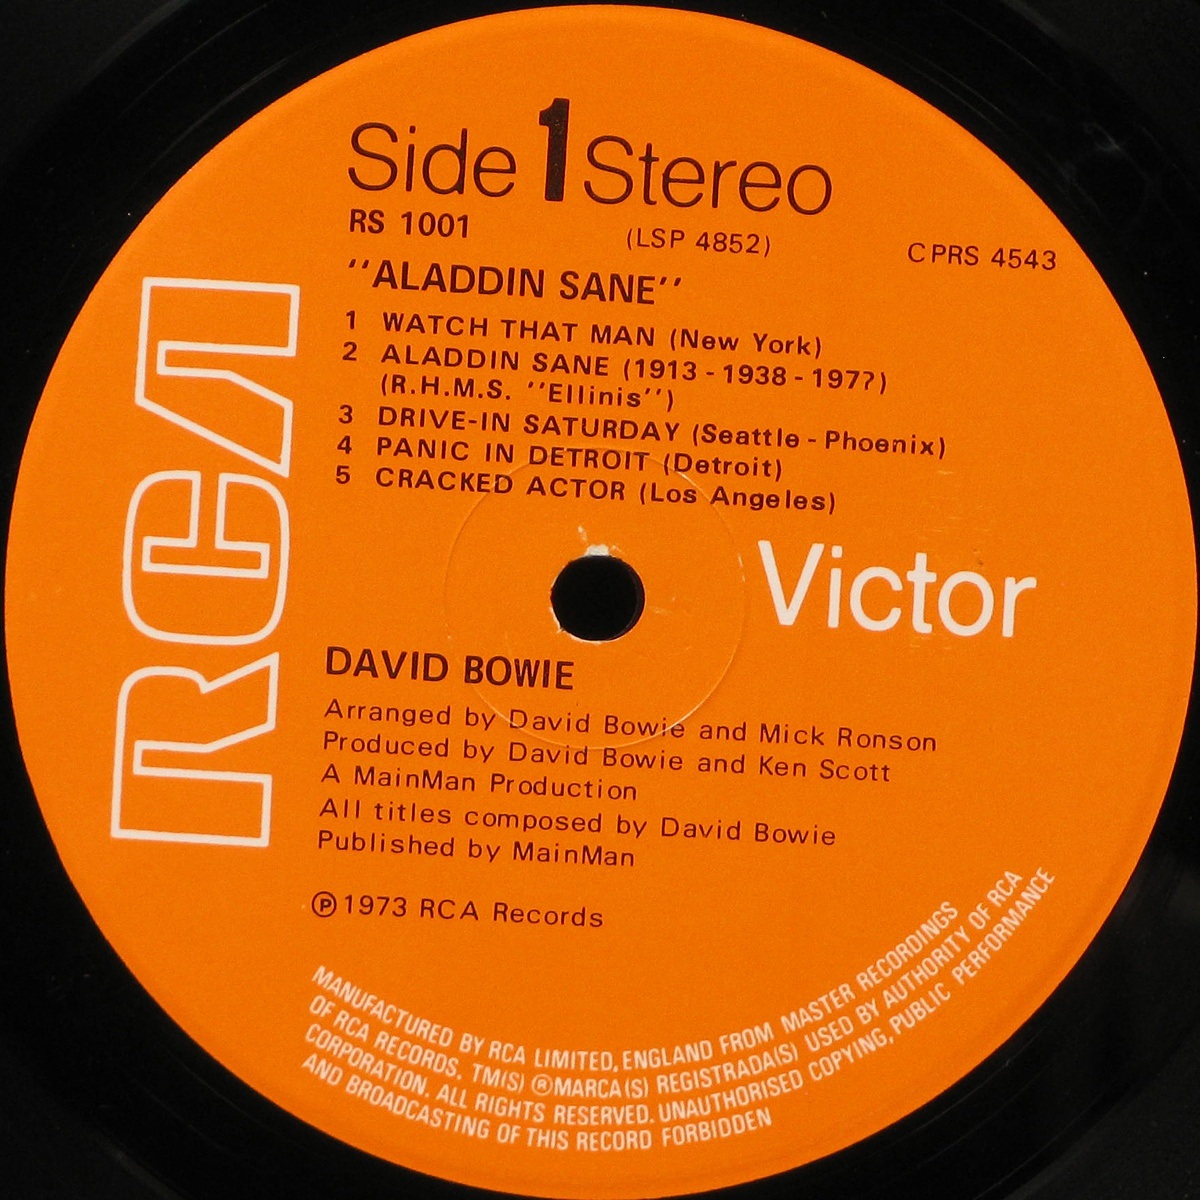 Side 1 Stereo
RS 1001 (LSP 4852) CPRS 4543
"ALADDIN SANE"
1 WATCH THAT MAN (New York)
2 ALADDIN SANE (1913 - 1938 - 197?)
(R.H.M.S. "Ellinis")
3 DRIVE-IN SATURDAY (Seattle - Phoenix)
4 PANIC IN DETROIT (Detroit)
5 CRACKED ACTOR (Los Angeles)
RCA
Victor
DAVID BOWIE
Arranged by David Bowie and Mick Ronson
Produced by David Bowie and Ken Scott
A MainMan Production
All titles composed by David Bowie
Published by MainMan
℗ 1973 RCA Records
MANUFACTURED BY RCA LIMITED, ENGLAND FROM MASTER RECORDINGS
OF RCA RECORDS. TM(S) ® MARCA(S) REGISTRADA(S) USED BY AUTHORITY OF RCA
CORPORATION. ALL RIGHTS RESERVED. UNAUTHORISED COPYING, PUBLIC PERFORMANCE
AND BROADCASTING OF THIS RECORD FORBIDDEN